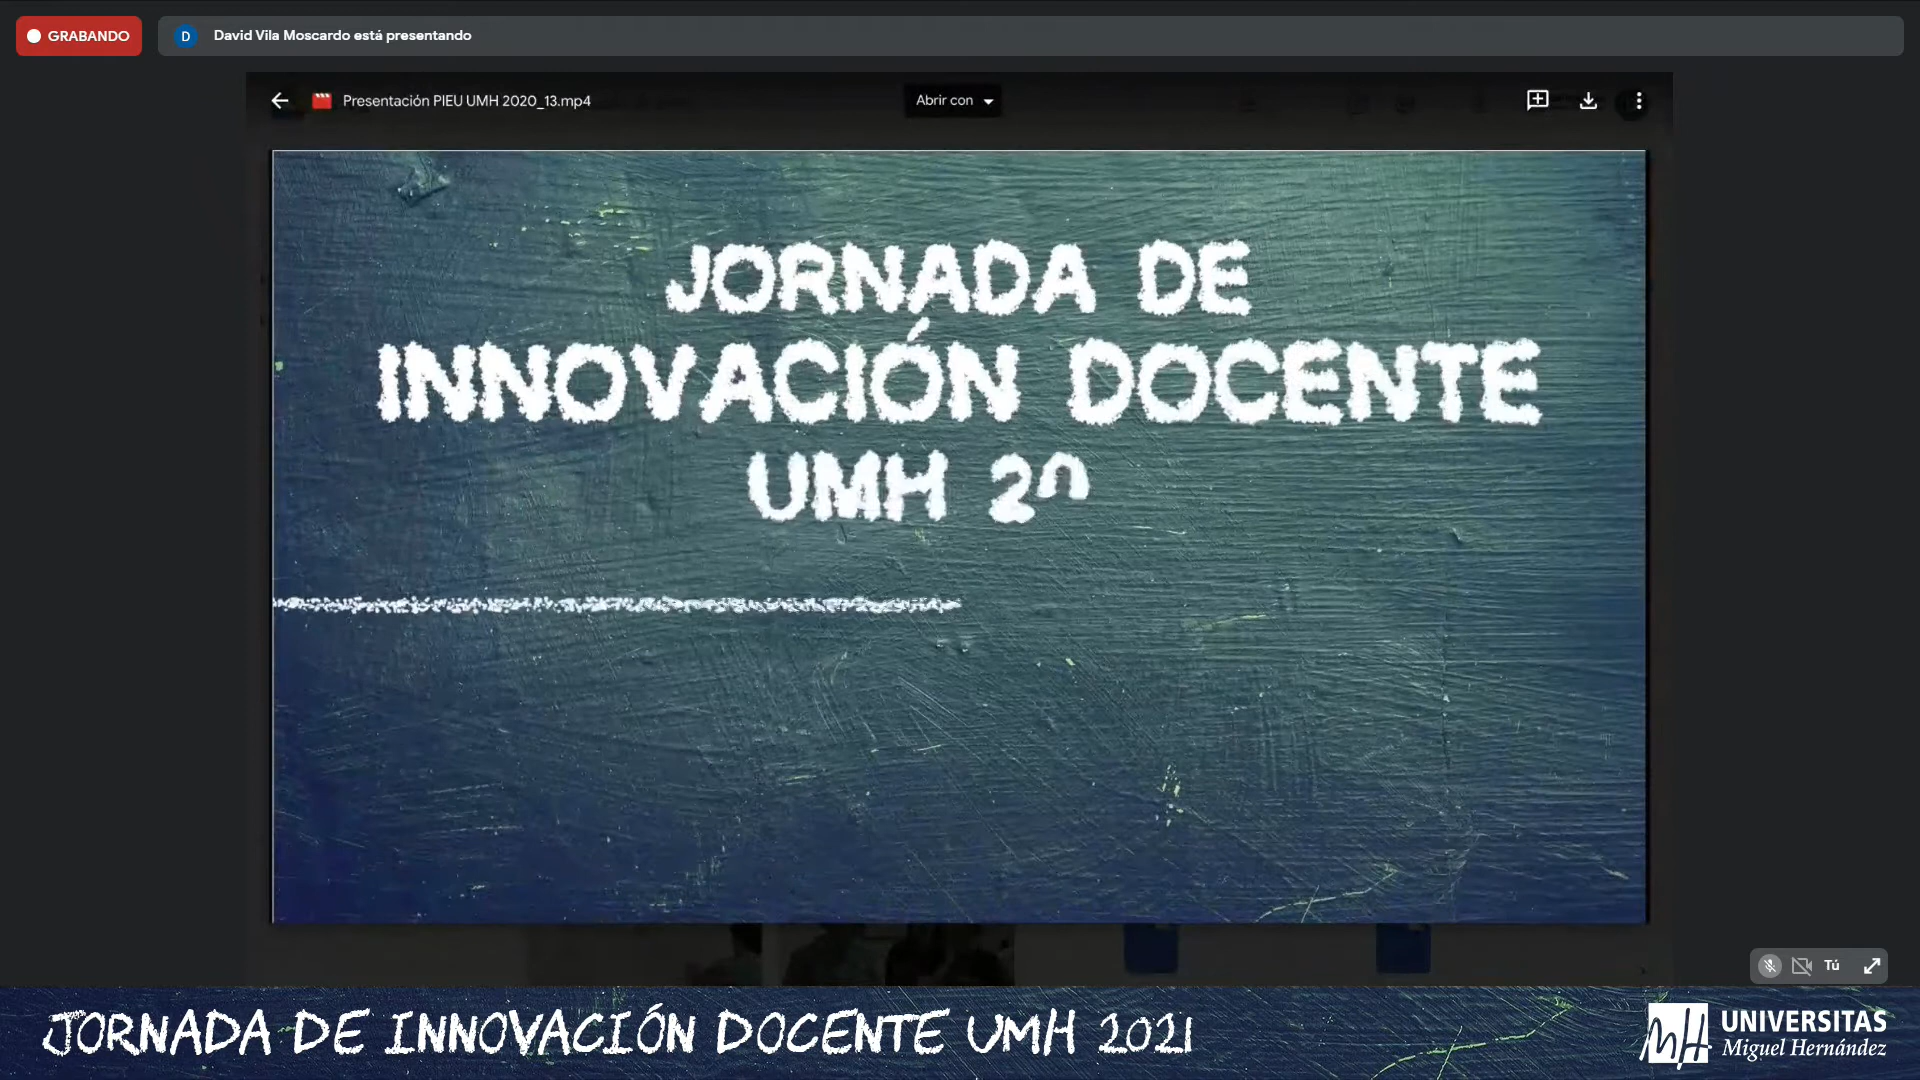 GRABANDO
D
David Vila Moscardo está presentando
Presentación PIEU UMH 2020_13.mp4
Abrir con
JORNADA DE
INNOVACIÓN DOCENTE
UMH 2
Tú
JORNADA DE INNOVACIÓN DOCENTE UMH 2021
UNIVERSITAS
Miguel Hernández